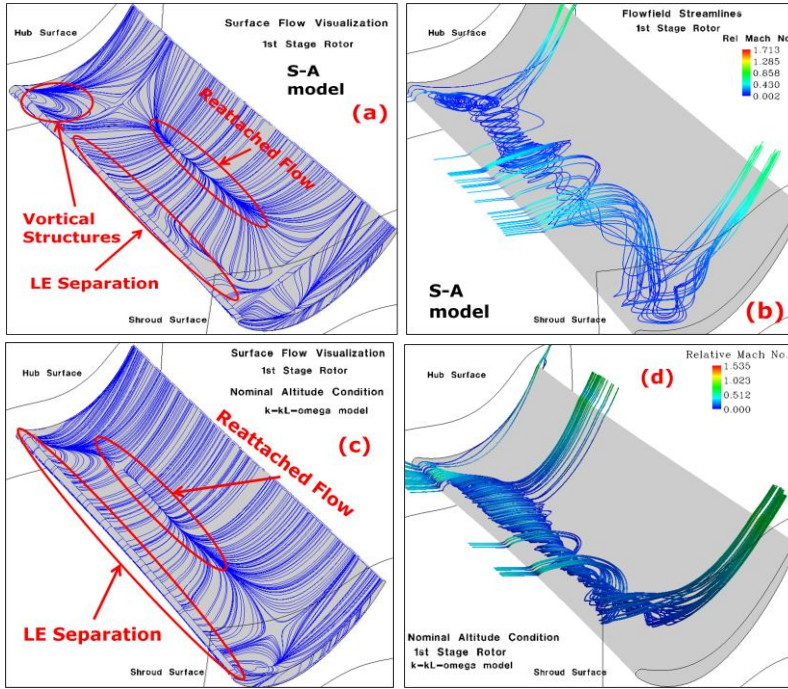 Hub Surface
Surface Flow Visualization
1st Stage Rotor
S-A
model
(a)
Reattached Flow
Vortical
Structures
LE Separation
Shroud Surface
Hub Surface
Flowfield Streamlines
1st Stage Rotor
Rel Mach No
1.713
1.285
0.858
0.430
0.002
S-A
model
(b)
Shroud Surface
Hub Surface
Surface Flow Visualization
1st Stage Rotor
Nominal Altitude Condition
k-kL-omega model
(c)
Reattached Flow
LE Separation
Shroud Surface
Hub Surface
(d)
Relative Mach No.
1.535
1.023
0.512
0.000
Nominal Altitude Condition
1st Stage Rotor
k-kL-omega model
Shroud Surface